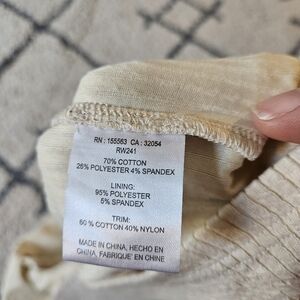 RN : 155563 CA : 32054
RW241
70% COTTON
26% POLYESTER 4% SPANDEX
LINING:
95% POLYESTER
5% SPANDEX
TRIM:
60 % COTTON 40% NYLON
MADE IN CHINA, HECHO EN
CHINA, FABRIQUE' EN CHINE